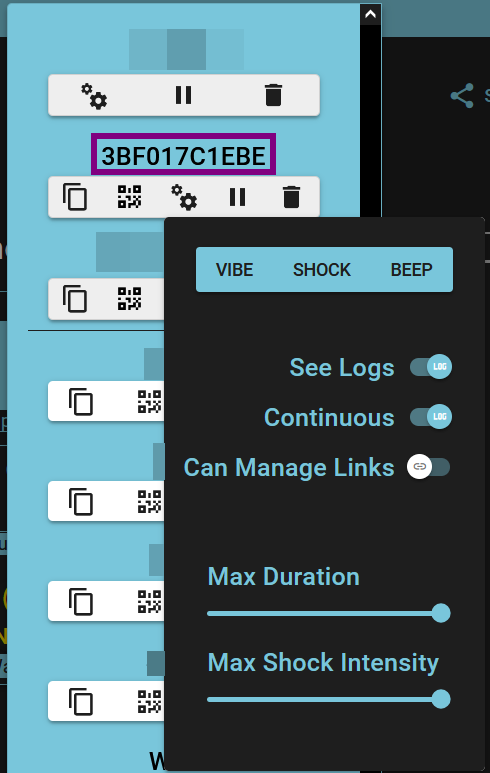 3BF017C1EBE
VIBE SHOCK BEEP
See Logs
LOG
Continuous
LOG
Can Manage Links
Max Duration
Max Shock Intensity